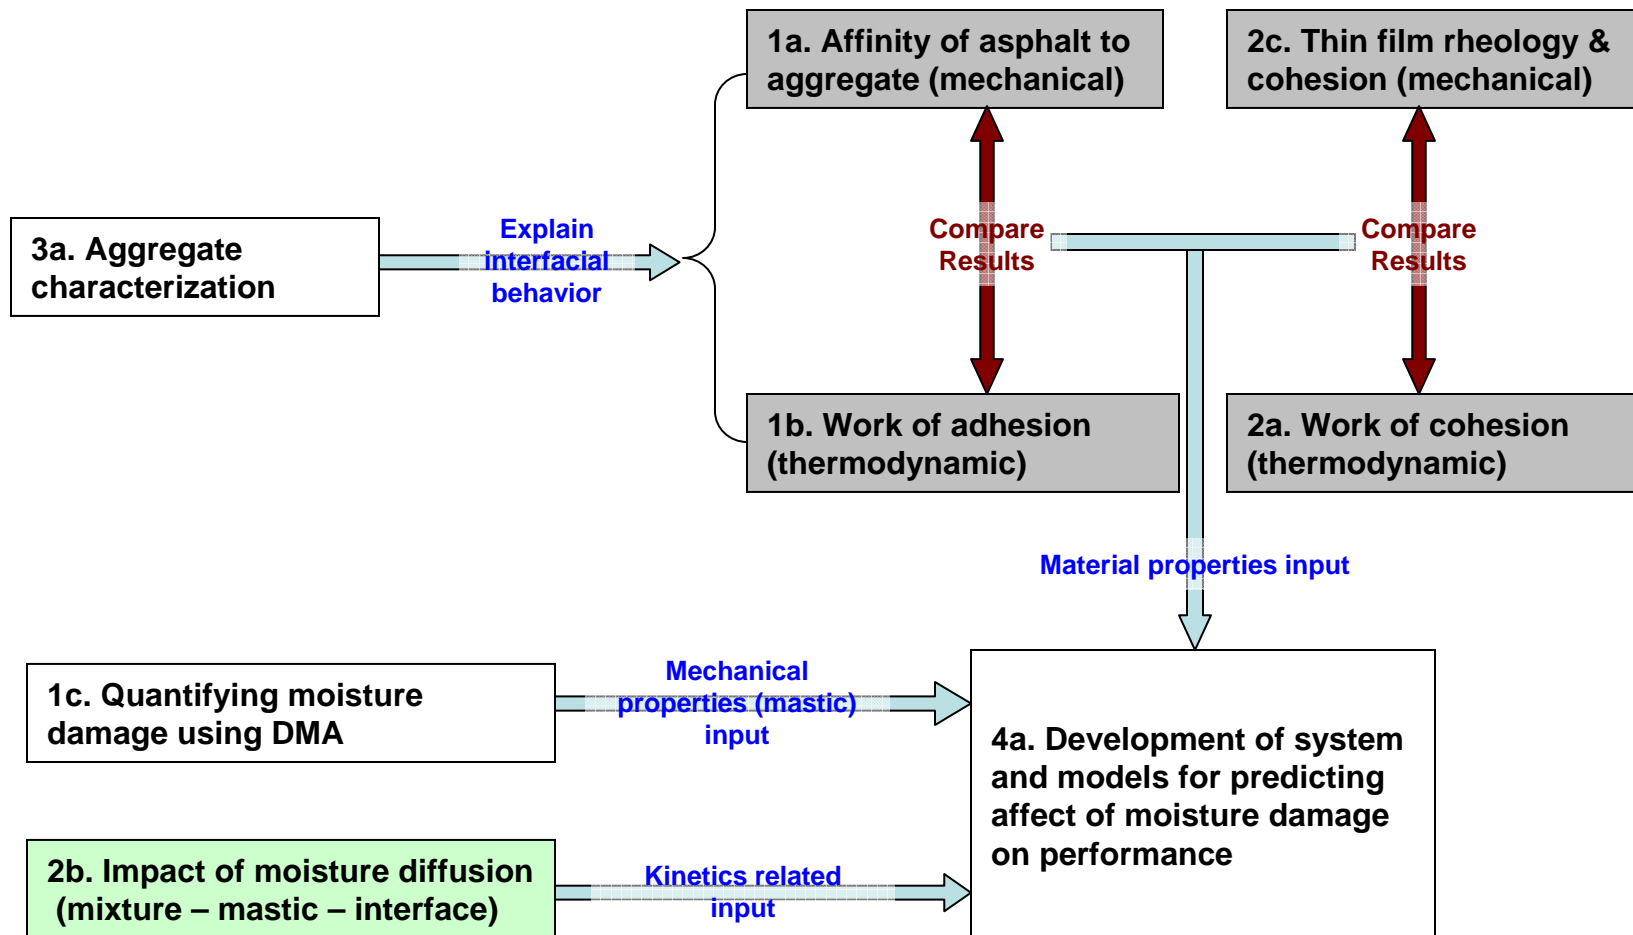 1a. Affinity of asphalt to
aggregate (mechanical)
2c. Thin film rheology &
cohesion (mechanical)
3a. Aggregate
characterization
Explain
interfacial
behavior
Compare
Results
Compare
Results
1b. Work of adhesion
(thermodynamic)
2a. Work of cohesion
(thermodynamic)
Material properties input
1c. Quantifying moisture
damage using DMA
Mechanical
properties (mastic)
input
4a. Development of system
and models for predicting
affect of moisture damage
on performance
2b. Impact of moisture diffusion
(mixture – mastic – interface)
Kinetics related
input